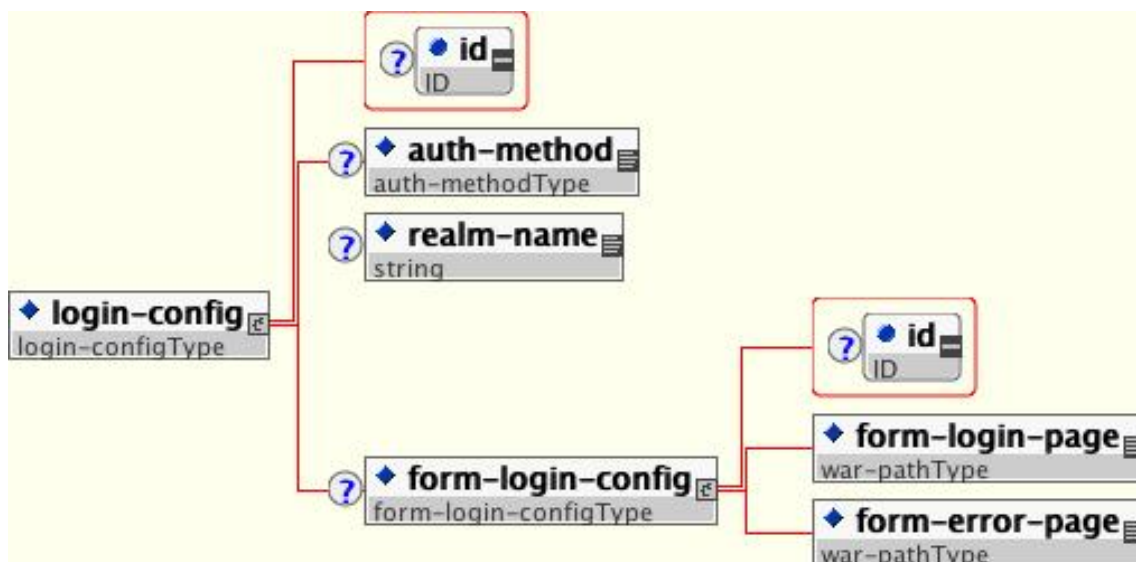 ? id
ID
? auth-method
auth-methodType
? realm-name
string
login-config
login-configType
? id
ID
form-login-page
war-pathType
? form-login-config
form-login-configType
form-error-page
war-pathType